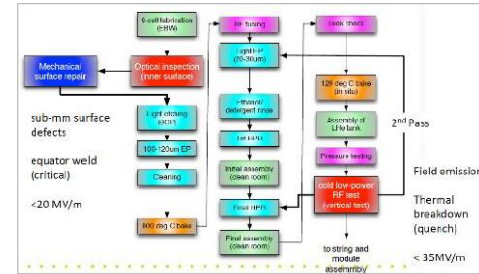 9-cell fabrication
(EBW)
Mechanical
surface repair
Optical inspection
(inner surface)
sub-mm surface
defects
equator weld
(critical)
<20 MV/m
Light etching
(BCP)
100-120um EP
Cleaning
800 deg C bake
RF tuning
Light EP
(20-30um)
Ethanol/
detergent rinse
1st HPR
Initial assembly
(clean room)
Final HPR
Final assembly
(clean room)
Leak check
120 deg C bake
(in situ)
Assembly of
LHe tank
Pressure testing
cold low-power
RF test
(vertical test)
to string and
module
assembly
2nd Pass
Field emission
Thermal
breakdown
(quench)
< 35MV/m